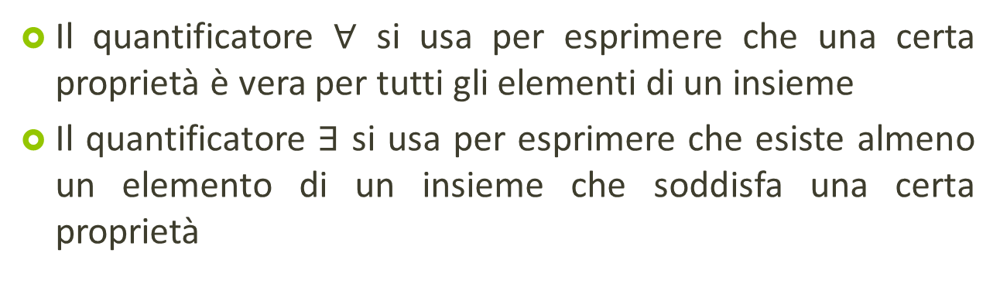 Il quantificatore ∀ si usa per esprimere che una certa
proprietà è vera per tutti gli elementi di un insieme
Il quantificatore ∃ si usa per esprimere che esiste almeno
un elemento di un insieme che soddisfa una certa
proprietà